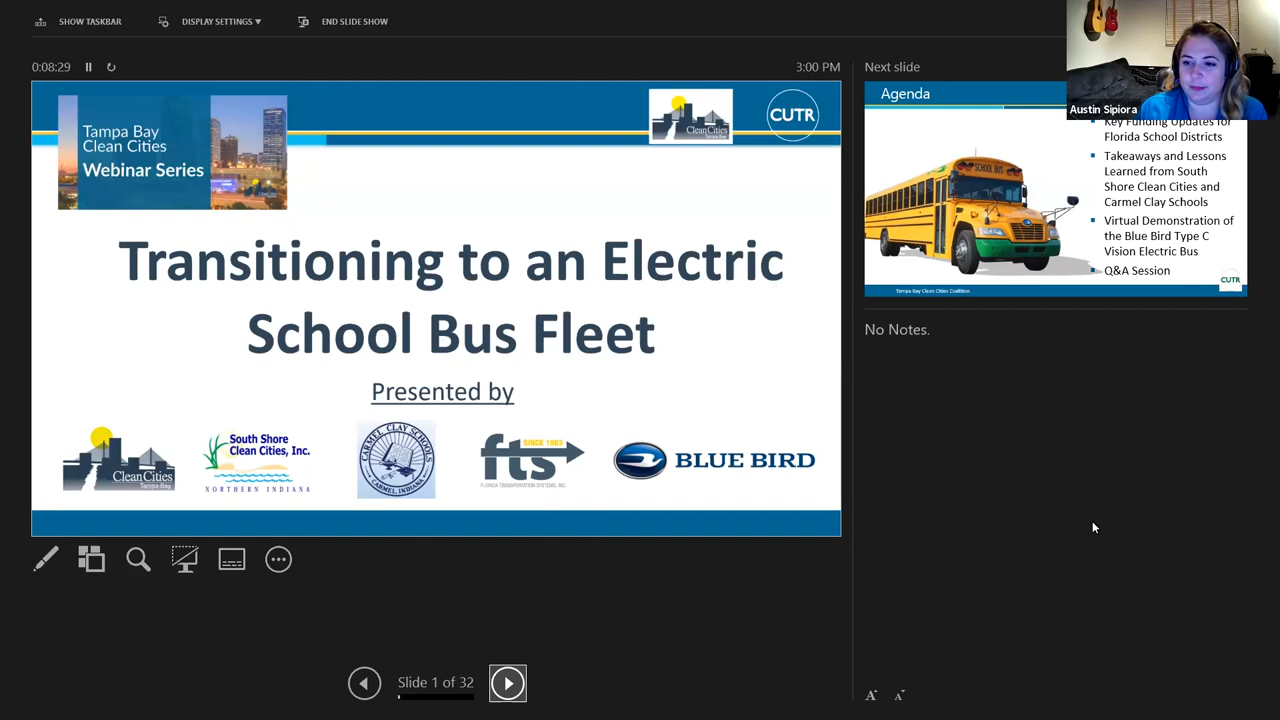 SHOW TASKBAR
DISPLAY SETTINGS ▼
END SLIDE SHOW
0:08:29
3:00 PM
Tampa Bay
Clean Cities
Webinar Series
CleanCities
CUTR
Transitioning to an Electric
School Bus Fleet
Presented by
CleanCities
Tampa Bay
South Shore
Clean Cities, Inc.
NORTHERN INDIANA
CARMEL CLAY SCHOOLS
CARMEL, INDIANA
SINCE 1983
fts
FLORIDA TRANSPORTATION SYSTEMS, INC
BLUE BIRD
Slide 1 of 32
Next slide
Austin Sipiora
Agenda
Key Funding Updates for
Florida School Districts
Takeaways and Lessons
Learned from South
Shore Clean Cities and
Carmel Clay Schools
Virtual Demonstration of
the Blue Bird Type C
Vision Electric Bus
Q&A Session
SCHOOL BUS
Tampa Bay Clean Cities Coalition
CUTR
No Notes.
A
A